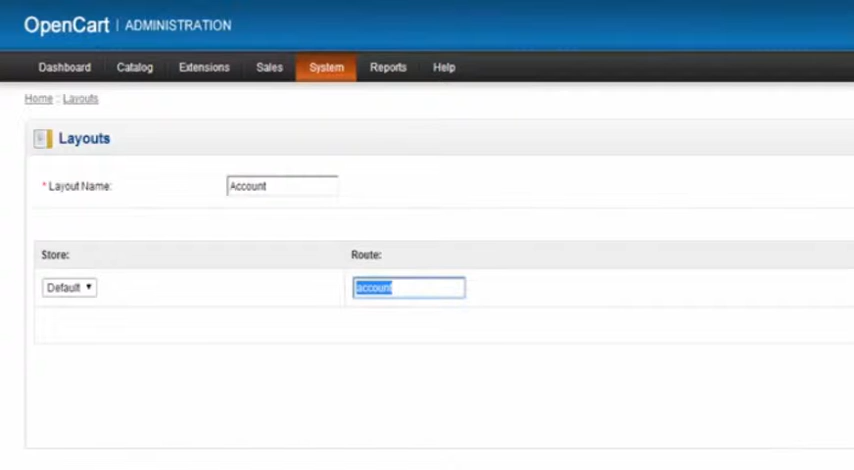 OpenCart | ADMINISTRATION
Dashboard Catalog Extensions Sales System Reports Help
Home :: Layouts
Layouts
* Layout Name: Account
Store: Route:
Default account